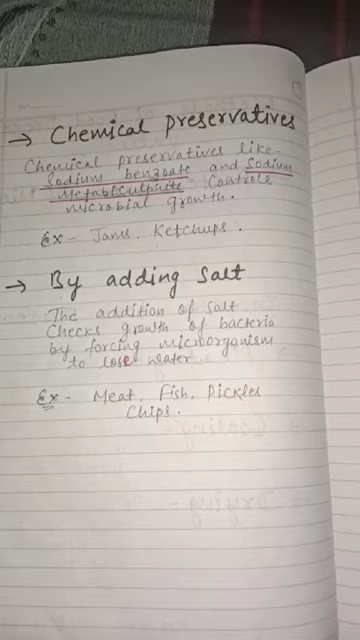 → Chemical preservatives
Chemical preservatives like
Sodium benzoate and Sodium
Metabisulphite Controls
microbial growth.
Ex - Jams, Ketchups.
→ By adding Salt
The addition of salt
Checks growth of bacteria
by forcing microorganism
to lose water.
Ex - Meat, Fish, Pickles
Chips.